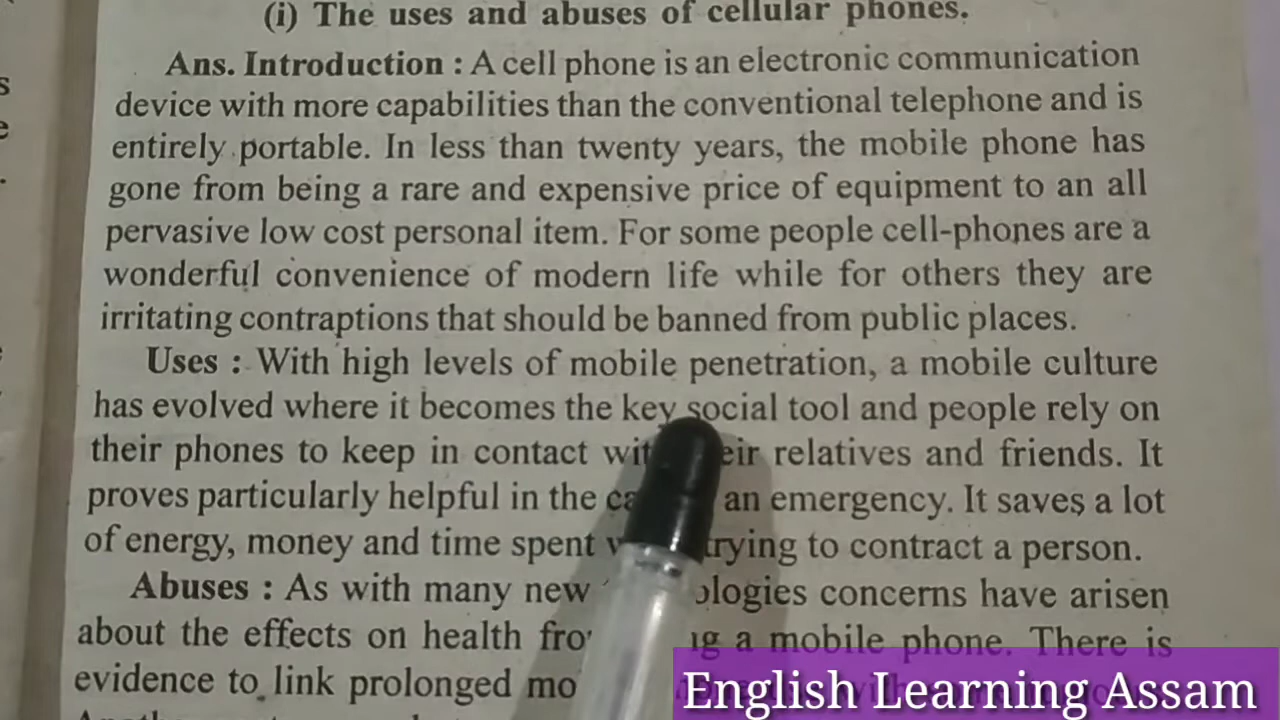 (i) The uses and abuses of cellular phones.
Ans. Introduction : A cell phone is an electronic communication
device with more capabilities than the conventional telephone and is
entirely portable. In less than twenty years, the mobile phone has
gone from being a rare and expensive price of equipment to an all
pervasive low cost personal item. For some people cell-phones are a
wonderful convenience of modern life while for others they are
irritating contraptions that should be banned from public places.
Uses : With high levels of mobile penetration, a mobile culture
has evolved where it becomes the key social tool and people rely on
their phones to keep in contact relatives and friends. It
proves particularly helpful in the an emergency. It saves a lot
of energy, money and time spent trying to contract a person.
Abuses : As with many new concerns have arisen
about the effects on health a mobile phone. There is
evidence to link prolonged
English Learning Assam